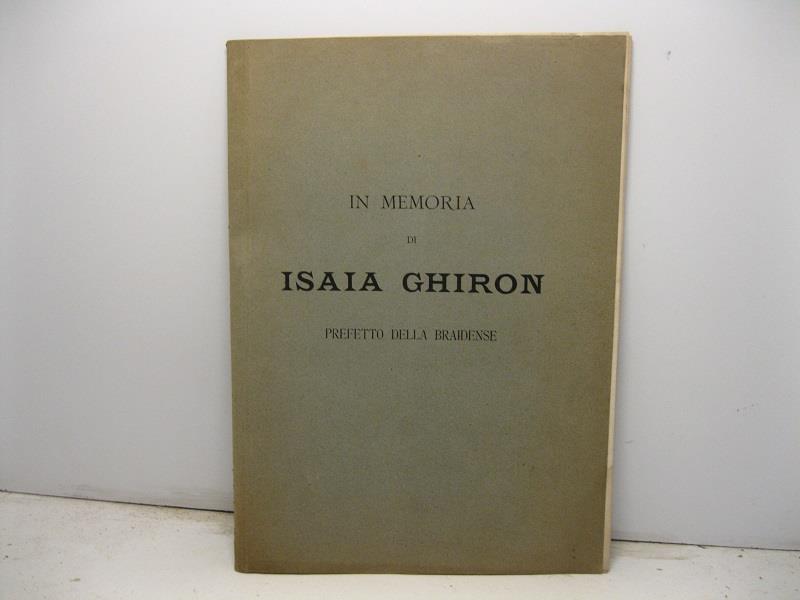 IN MEMORIA
DI
ISAIA GHIRON
PREFETTO DELLA BRAIDENSE